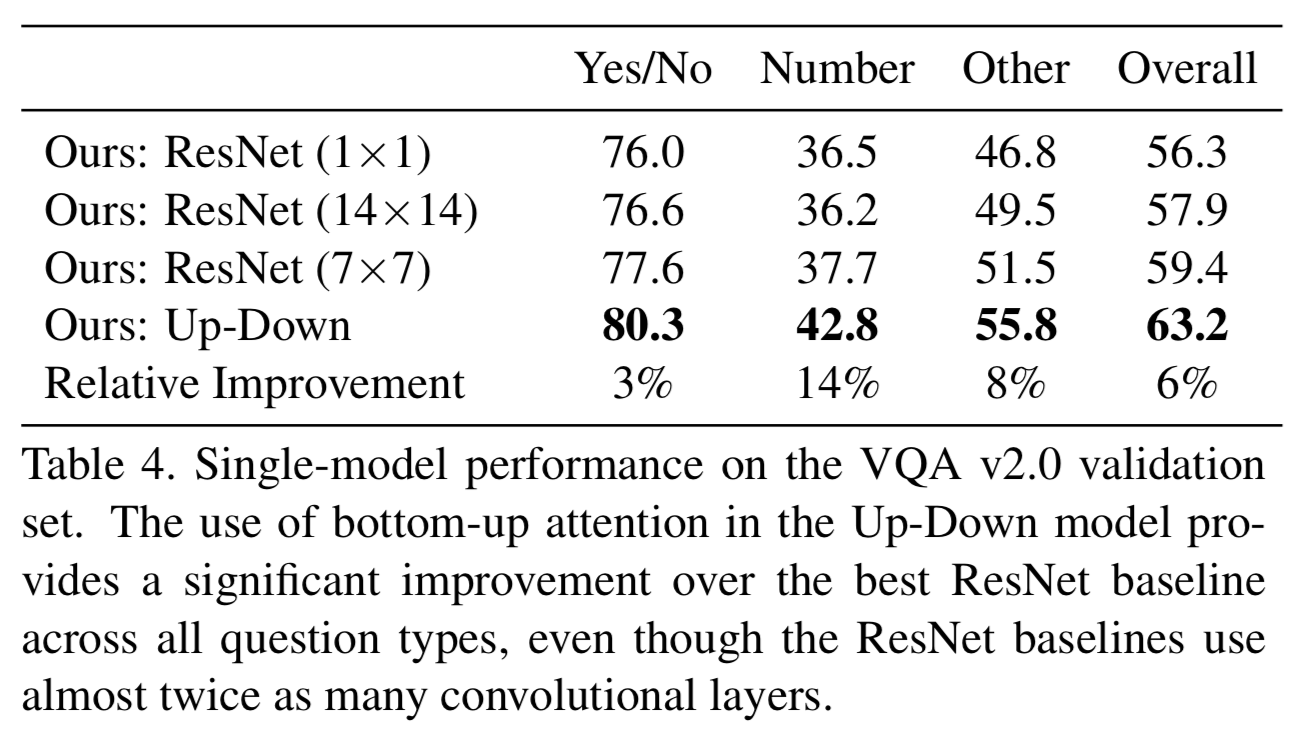 Yes/No Number Other Overall
Ours: ResNet (1×1) 76.0 36.5 46.8 56.3
Ours: ResNet (14×14) 76.6 36.2 49.5 57.9
Ours: ResNet (7×7) 77.6 37.7 51.5 59.4
Ours: Up-Down 80.3 42.8 55.8 63.2
Relative Improvement 3% 14% 8% 6%
Table 4. Single-model performance on the VQA v2.0 validation
set. The use of bottom-up attention in the Up-Down model pro-
vides a significant improvement over the best ResNet baseline
across all question types, even though the ResNet baselines use
almost twice as many convolutional layers.